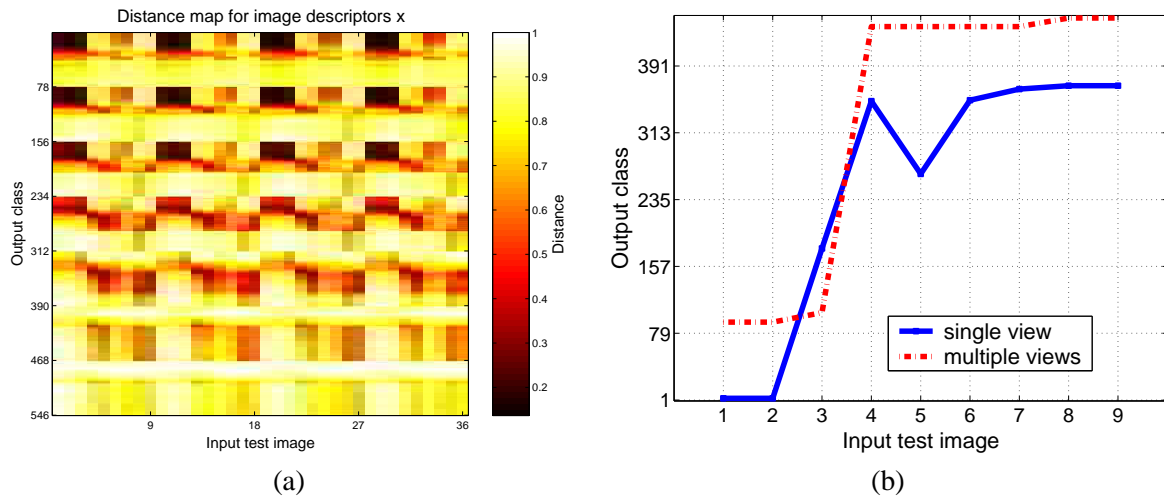 Distance map for image descriptors x
Output class
78
156
234
312
390
468
546
9
18
27
36
Input test image
1
0.9
0.8
0.7
0.6
0.5
0.4
0.3
0.2
Distance
(a)
Output class
391
313
235
157
79
1
single view
multiple views
1 2 3 4 5 6 7 8 9
Input test image
(b)